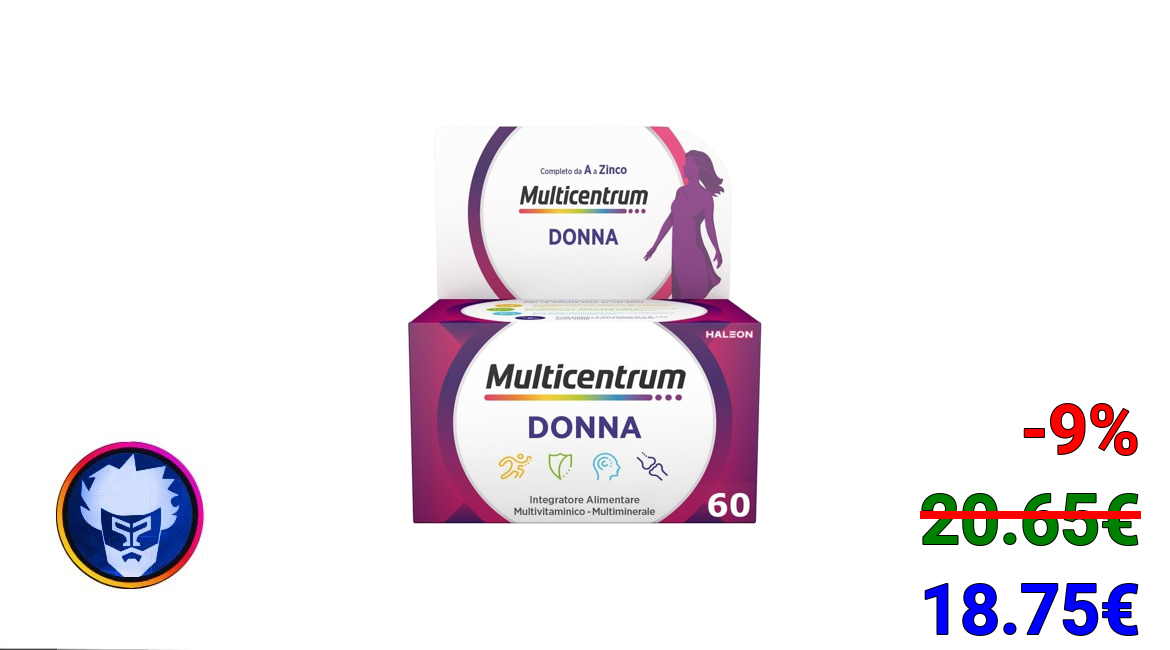 Completo da A a Zinco
Multicentrum
DONNA
HALEON
Multicentrum
DONNA
Integratore Alimentare
Multivitaminico - Multiminerale
60
-9%
20.65€
18.75€